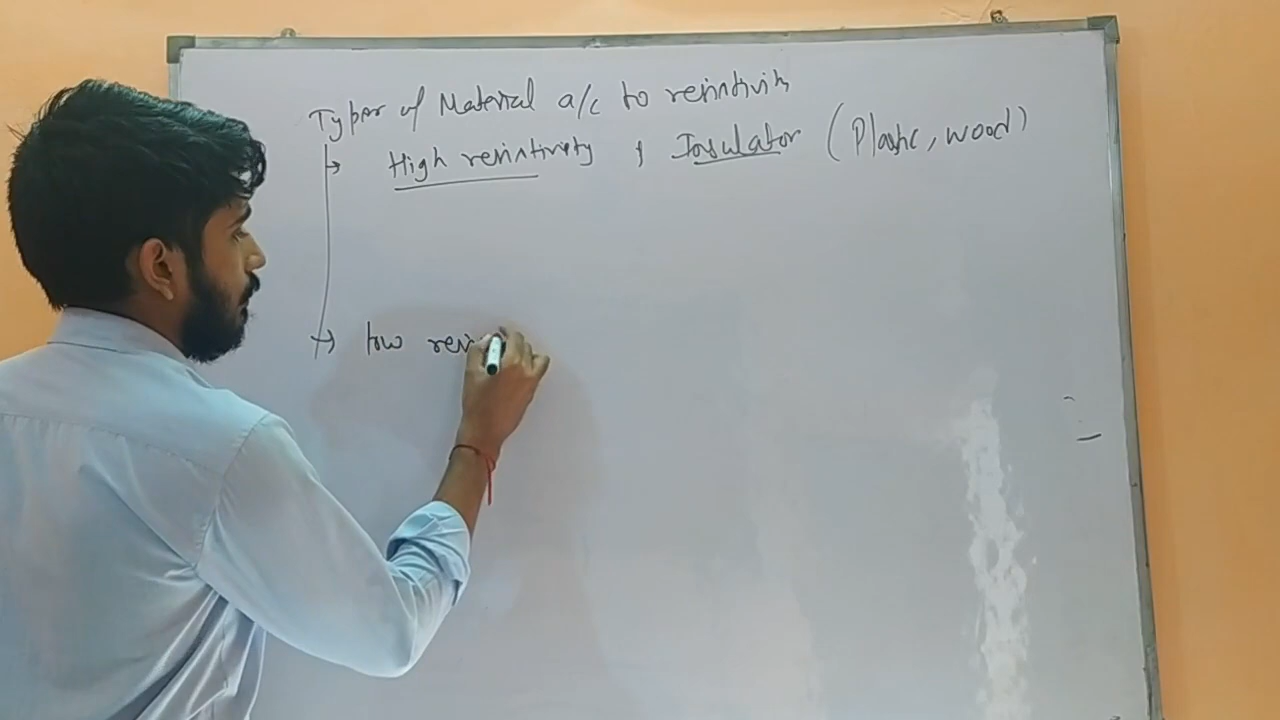 Types of Material a/c to resistivity
High resistivity , Insulator (Plastic, wood)
low resi